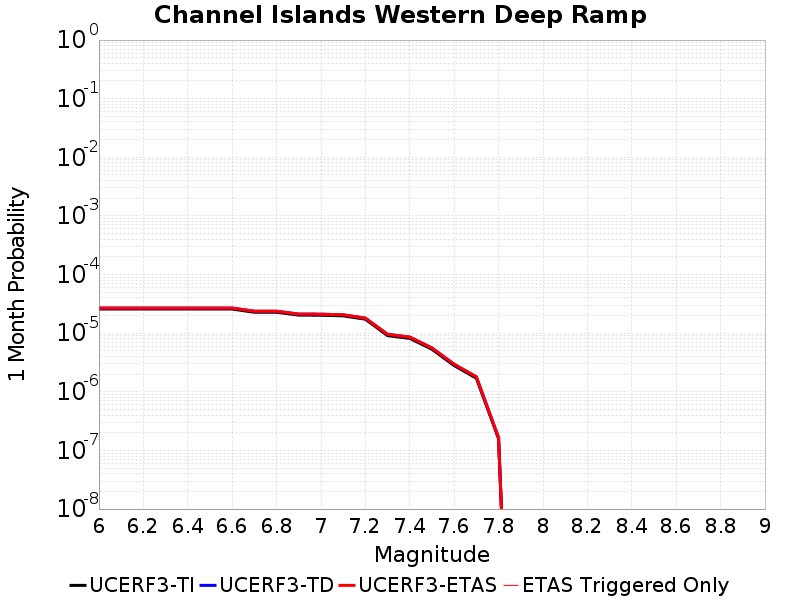 Channel Islands Western Deep Ramp
1 Month Probability
10^0
10^-1
10^-2
10^-3
10^-4
10^-5
10^-6
10^-7
10^-8
6 6.2 6.4 6.6 6.8 7 7.2 7.4 7.6 7.8 8 8.2 8.4 8.6 8.8 9
Magnitude
UCERF3-TI UCERF3-TD UCERF3-ETAS ETAS Triggered Only